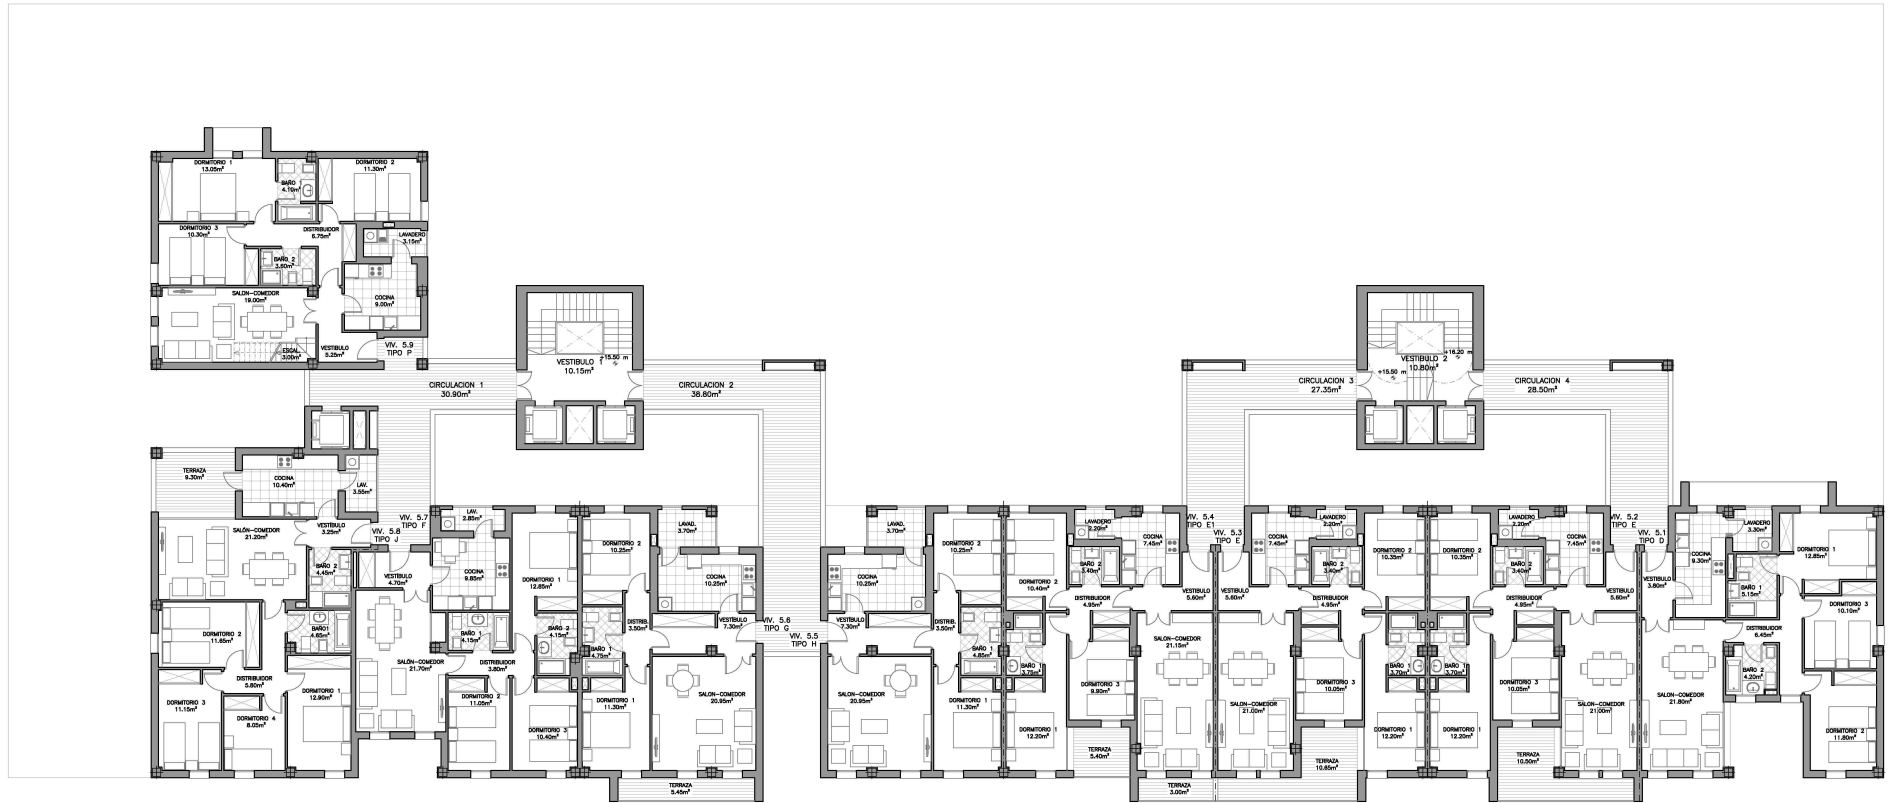 DORMITORIO 1
13.05m²
BAÑO 1
4.10m²
DORMITORIO 2
11.30m²
DORMITORIO 3
10.30m²
DISTRIBUIDOR
6.75m²
LAVADERO
3.15m²
BAÑO 2
3.80m²
SALON-COMEDOR
19.00m²
COCINA
9.00m²
ESCAL.
3.00m²
VESTIBULO
5.25m²
VIV. 5.9
TIPO P
CIRCULACION 1
30.90m²
VESTIBULO 1
+15.50 m
10.15m²
CIRCULACION 2
38.80m²
CIRCULACION 3
27.35m²
VESTIBULO 2
+16.20 m
10.80m²
+15.50 m
CIRCULACION 4
28.50m²
TERRAZA
9.30m²
COCINA
10.40m²
LAV.
3.55m²
SALÓN-COMEDOR
21.20m²
VESTÍBULO
3.25m²
VIV. 5.7
TIPO F
VIV. 5.8
TIPO J
BAÑO 2
4.45m²
BAÑO1
4.65m²
DORMITORIO 2
11.65m²
DISTRIBUIDOR
5.80m²
DORMITORIO 1
12.90m²
DORMITORIO 3
11.15m²
DORMITORIO 4
8.05m²
VESTÍBULO
4.70m²
LAV.
2.85m²
COCINA
9.85m²
DORMITORIO 1
12.85m²
BAÑO 1
4.15m²
BAÑO 2
4.15m²
SALÓN-COMEDOR
21.70m²
DISTRIBUIDOR
3.80m²
DORMITORIO 2
11.05m²
DORMITORIO 3
10.40m²
DORMITORIO 2
10.25m²
LAVAD.
3.70m²
COCINA
10.25m²
DISTRIB.
3.50m²
VESTÍBULO
7.30m²
BAÑO 1
4.75m²
DORMITORIO 1
11.30m²
SALON-COMEDOR
20.95m²
TERRAZA
5.45m²
VIV. 5.6
TIPO G
VIV. 5.5
TIPO H
LAVAD.
3.70m²
COCINA
10.25m²
DORMITORIO 2
10.25m²
VESTÍBULO
7.30m²
DISTRIB.
3.50m²
BAÑO 1
4.85m²
SALON-COMEDOR
20.95m²
DORMITORIO 1
11.30m²
DORMITORIO 2
10.40m²
LAVADERO
2.20m²
COCINA
7.45m²
BAÑO 2
3.40m²
DISTRIBUIDOR
4.95m²
VESTIBULO
5.60m²
VIV. 5.4
TIPO E1
BAÑO 1
3.75m²
DORMITORIO 3
9.90m²
SALON-COMEDOR
21.15m²
DORMITORIO 1
12.20m²
TERRAZA
5.40m²
TERRAZA
3.00m²
VIV. 5.3
TIPO E
COCINA
7.45m²
LAVADERO
2.20m²
BAÑO 2
3.40m²
DORMITORIO 2
10.35m²
VESTIBULO
5.60m²
DISTRIBUIDOR
4.95m²
BAÑO 1
3.70m²
DORMITORIO 3
10.05m²
SALON-COMEDOR
21.00m²
DORMITORIO 1
12.20m²
TERRAZA
10.65m²
DORMITORIO 2
10.35m²
LAVADERO
2.20m²
COCINA
7.45m²
BAÑO 2
3.40m²
DISTRIBUIDOR
4.95m²
VESTIBULO
5.60m²
VIV. 5.2
TIPO E
BAÑO 1
3.70m²
DORMITORIO 3
10.05m²
SALON-COMEDOR
21.00m²
DORMITORIO 1
12.20m²
TERRAZA
10.50m²
VIV. 5.1
TIPO D
VESTIBULO
3.80m²
COCINA
9.30m²
LAVADERO
3.30m²
DORMITORIO 1
12.85m²
BAÑO 1
5.15m²
DORMITORIO 3
10.10m²
DISTRIBUIDOR
6.45m²
BAÑO 2
4.20m²
SALON-COMEDOR
21.80m²
DORMITORIO 2
11.80m²